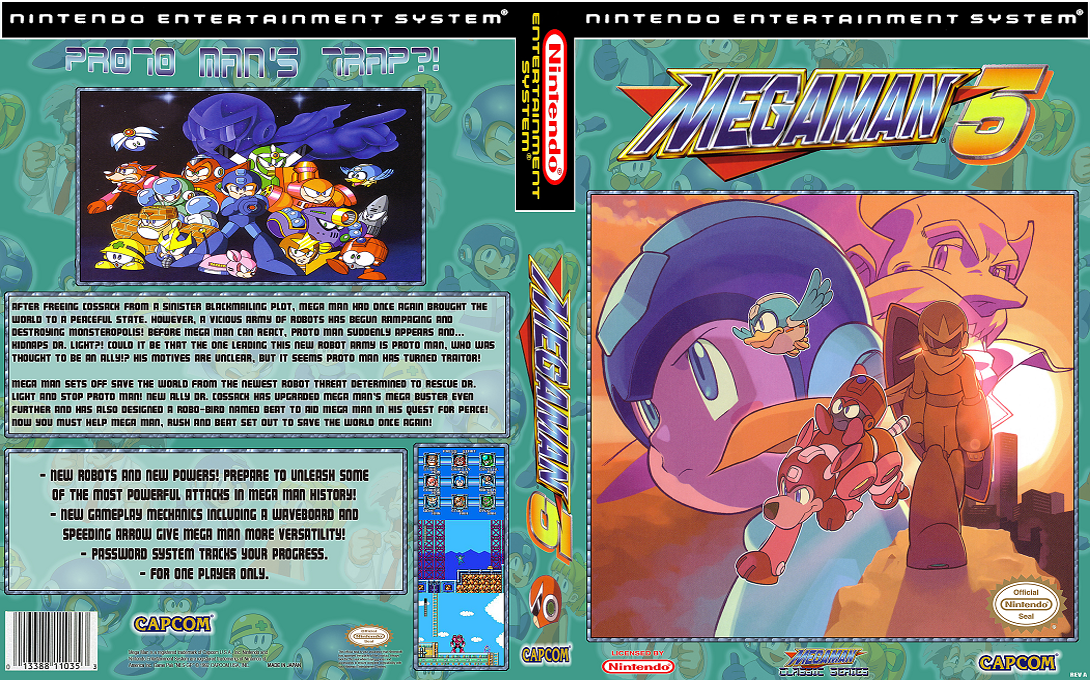 NINTENDO ENTERTAINMENT SYSTEM®
PROTO MAN'S TRAP?!
AFTER FREEING COSSACK FROM A SINISTER BLACKMAILING PLOT, MEGA MAN HAD ONCE AGAIN BROUGHT THE
WORLD TO A PEACEFUL STATE. HOWEVER, A VICIOUS ARMY OF ROBOTS HAS BEGUN RAMPAGING AND
DESTROYING MONSTEROPOLIS! BEFORE MEGA MAN CAN REACT, PROTO MAN SUDDENLY APPEARS AND...
KIDNAPS DR. LIGHT?! COULD IT BE THAT THE ONE LEADING THIS NEW ROBOT ARMY IS PROTO MAN, WHO WAS
THOUGHT TO BE AN ALLY!? HIS MOTIVES ARE UNCLEAR, BUT IT SEEMS PROTO MAN HAS TURNED TRAITOR!
MEGA MAN SETS OFF SAVE THE WORLD FROM THE NEWEST ROBOT THREAT DETERMINED TO RESCUE DR.
LIGHT AND STOP PROTO MAN! NEW ALLY DR. COSSACK HAS UPGRADED MEGA MAN'S MEGA BUSTER EVEN
FURTHER AND HAS ALSO DESIGNED A ROBO-BIRD NAMED BEAT TO AID MEGA MAN IN HIS QUEST FOR PEACE!
NOW YOU MUST HELP MEGA MAN, RUSH AND BEAT SET OUT TO SAVE THE WORLD ONCE AGAIN!
- NEW ROBOTS AND NEW POWERS! PREPARE TO UNLEASH SOME
OF THE MOST POWERFUL ATTACKS IN MEGA MAN HISTORY!
- NEW GAMEPLAY MECHANICS INCLUDING A WAVEBOARD AND
SPEEDING ARROW GIVE MEGA MAN MORE VERSATILITY!
- PASSWORD SYSTEM TRACKS YOUR PROGRESS.
- FOR ONE PLAYER ONLY.
0 13388 11035 3
CAPCOM®
MADE IN JAPAN
Official
Nintendo®
Seal
Nintendo®
ENTERTAINMENT
SYSTEM®
MEGAMAN 5
CAPCOM
NINTENDO ENTERTAINMENT SYSTEM®
MEGAMAN 5
Official
Nintendo®
Seal
LICENSED BY
Nintendo®
MEGAMAN
CLASSIC SERIES
CAPCOM®